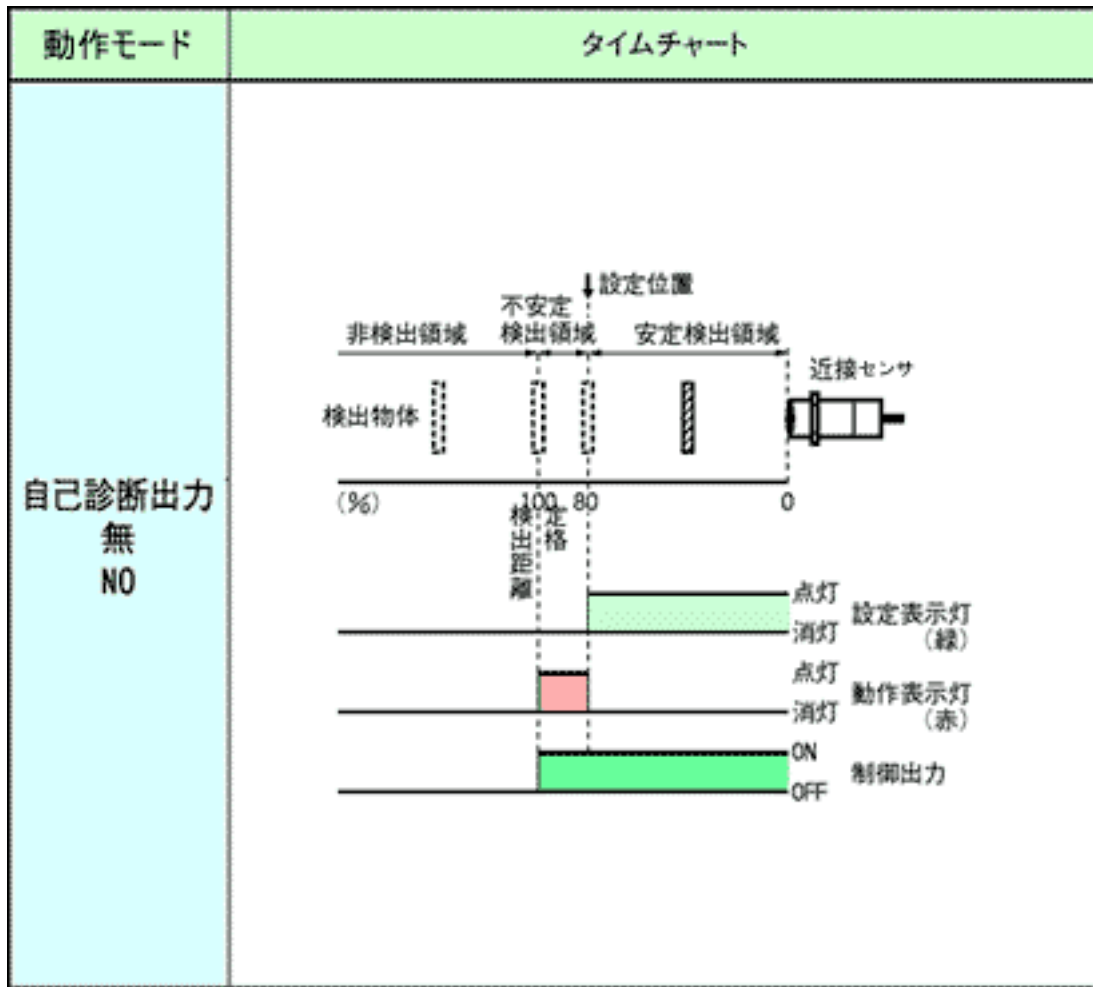 動作モード
タイムチャート
自己診断出力
無
NO
設定位置
不安定
検出領域
非検出領域
安定検出領域
近接センサ
検出物体
(%)
100
80
0
定格
検出距離
点灯
消灯
設定表示灯
(緑)
点灯
消灯
動作表示灯
(赤)
ON
OFF
制御出力